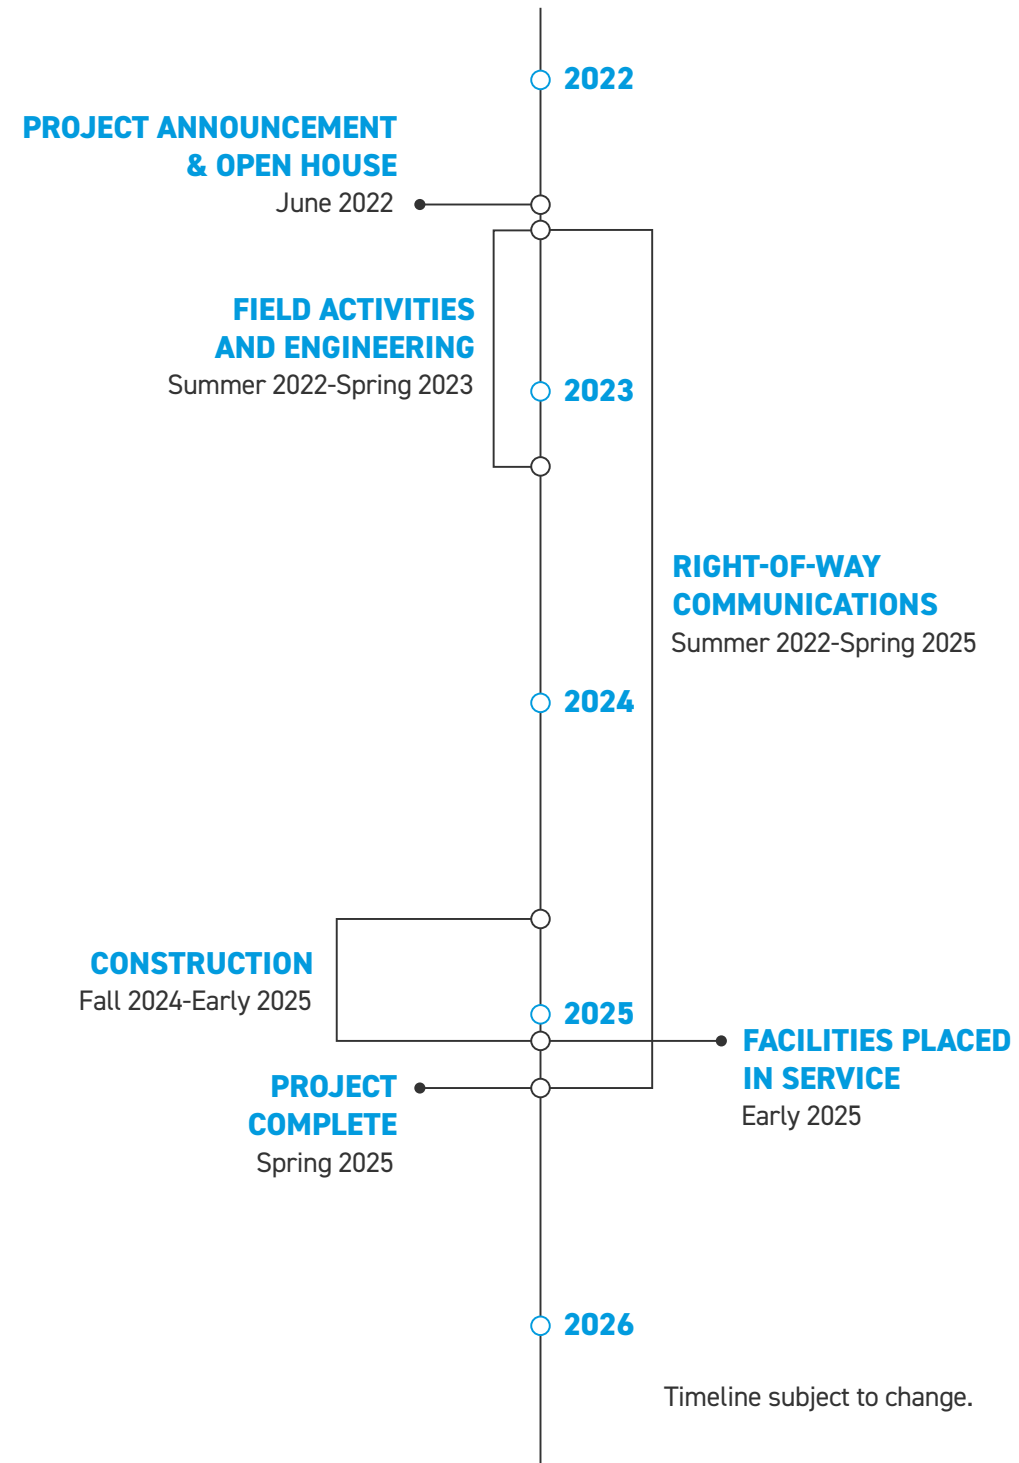 2022
PROJECT ANNOUNCEMENT
& OPEN HOUSE
June 2022
FIELD ACTIVITIES
AND ENGINEERING
Summer 2022-Spring 2023
2023
RIGHT-OF-WAY
COMMUNICATIONS
Summer 2022-Spring 2025
2024
CONSTRUCTION
Fall 2024-Early 2025
2025
FACILITIES PLACED
IN SERVICE
Early 2025
PROJECT
COMPLETE
Spring 2025
2026
Timeline subject to change.